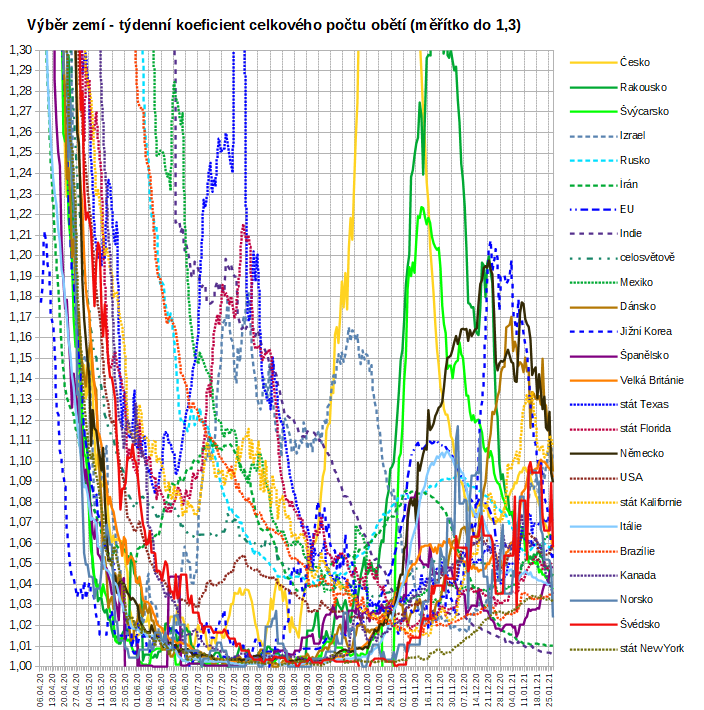 Výběr zemí - týdenní koeficient celkového počtu obětí (měřítko do 1,3)
1,30
1,29
1,28
1,27
1,26
1,25
1,24
1,23
1,22
1,21
1,20
1,19
1,18
1,17
1,16
1,15
1,14
1,13
1,12
1,11
1,10
1,09
1,08
1,07
1,06
1,05
1,04
1,03
1,02
1,01
1,00
06.04.20
13.04.20
20.04.20
27.04.20
04.05.20
11.05.20
18.05.20
25.05.20
01.06.20
08.06.20
15.06.20
22.06.20
29.06.20
06.07.20
13.07.20
20.07.20
27.07.20
03.08.20
10.08.20
17.08.20
24.08.20
31.08.20
07.09.20
14.09.20
21.09.20
28.09.20
05.10.20
12.10.20
19.10.20
26.10.20
02.11.20
09.11.20
16.11.20
23.11.20
30.11.20
07.12.20
14.12.20
21.12.20
28.12.20
04.01.21
11.01.21
18.01.21
25.01.21
Česko
Rakousko
Švýcarsko
Izrael
Rusko
Írán
EU
Indie
celosvětově
Mexiko
Dánsko
Jižní Korea
Španělsko
Velká Británie
stát Texas
stát Florida
Německo
USA
stát Kalifornie
Itálie
Brazílie
Kanada
Norsko
Švédsko
stát NewYork